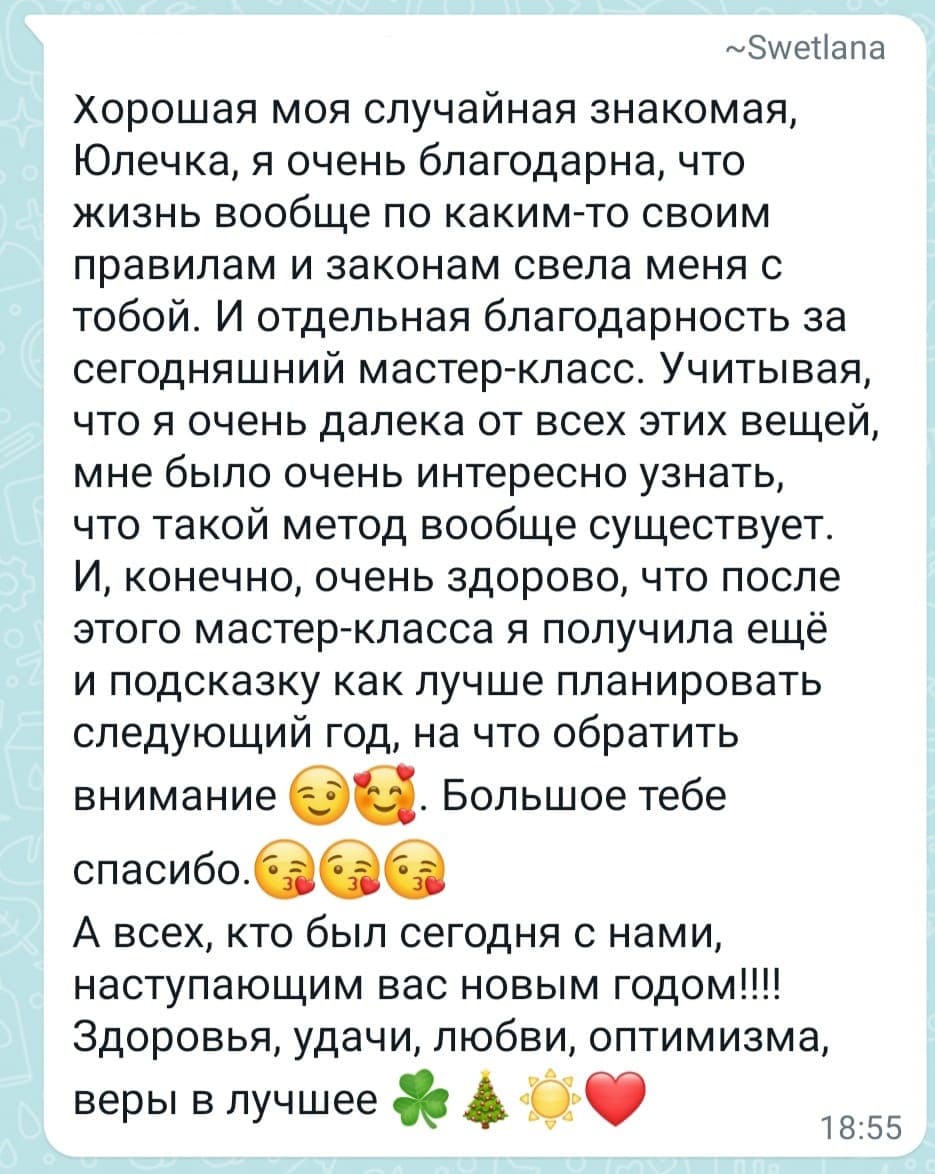 ~Swetlana
Хорошая моя случайная знакомая,
Юлечка, я очень благодарна, что
жизнь вообще по каким-то своим
правилам и законам свела меня с
тобой. И отдельная благодарность за
сегодняшний мастер-класс. Учитывая,
что я очень далека от всех этих вещей,
мне было очень интересно узнать,
что такой метод вообще существует.
И, конечно, очень здорово, что после
этого мастер-класса я получила ещё
и подсказку как лучше планировать
следующий год, на что обратить
внимание 😉🥰. Большое тебе
спасибо.😘😘😘
А всех, кто был сегодня с нами,
наступающим вас новым годом!!!!
Здоровья, удачи, любви, оптимизма,
веры в лучшее ☘️🎄☀️❤️
18:55